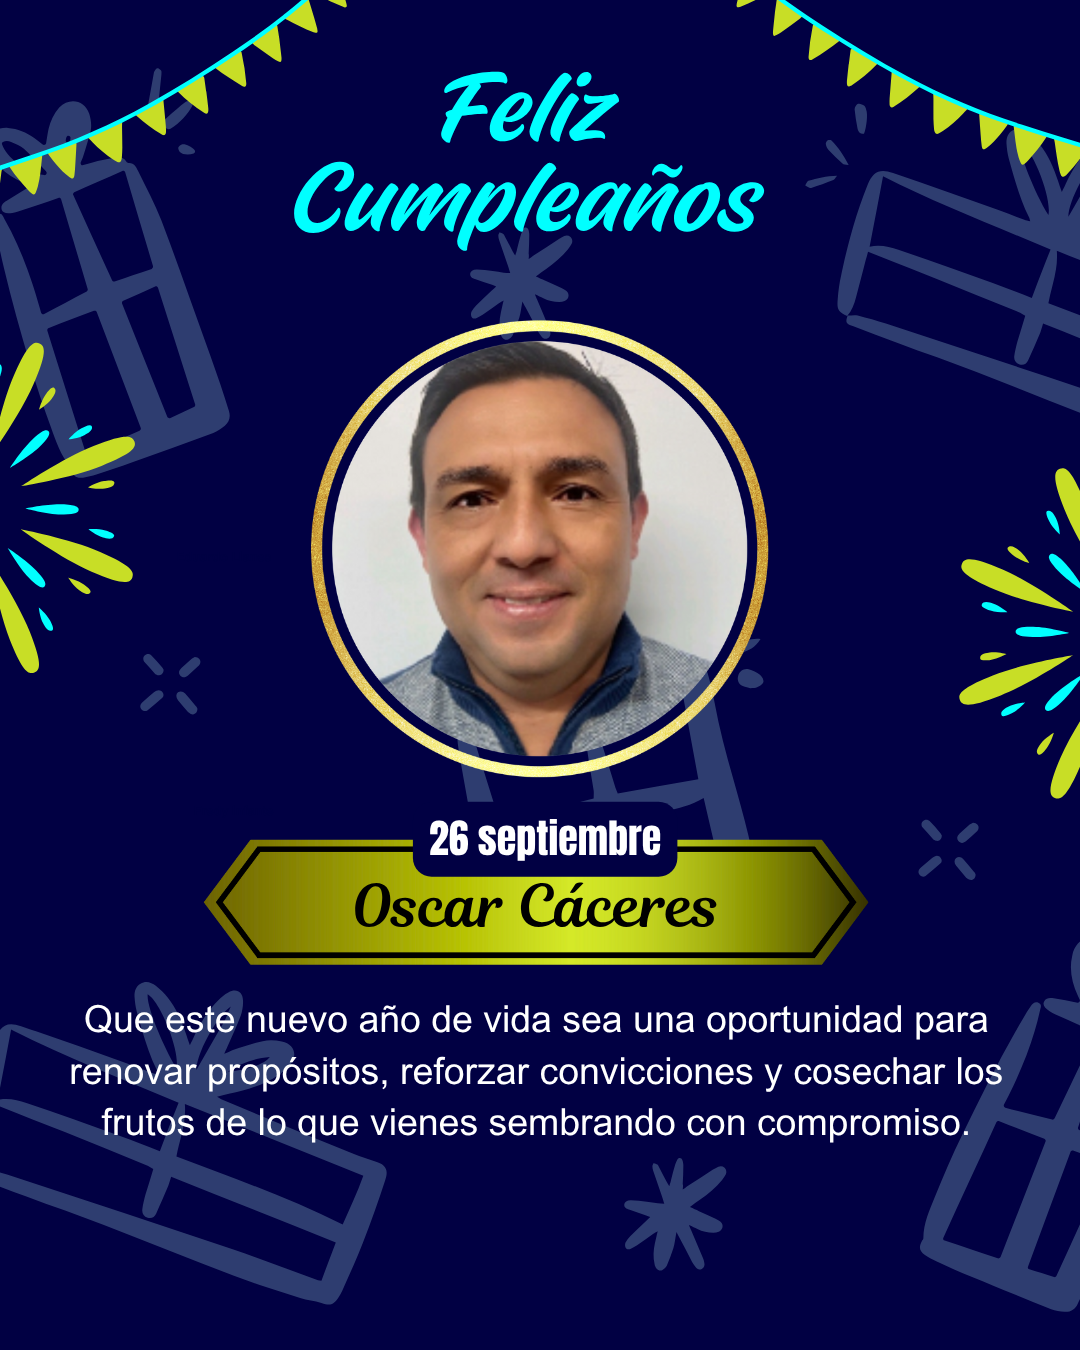 Feliz
Cumpleaños
26 septiembre
Oscar Cáceres
Que este nuevo año de vida sea una oportunidad para
renovar propósitos, reforzar convicciones y cosechar los
frutos de lo que vienes sembrando con compromiso.